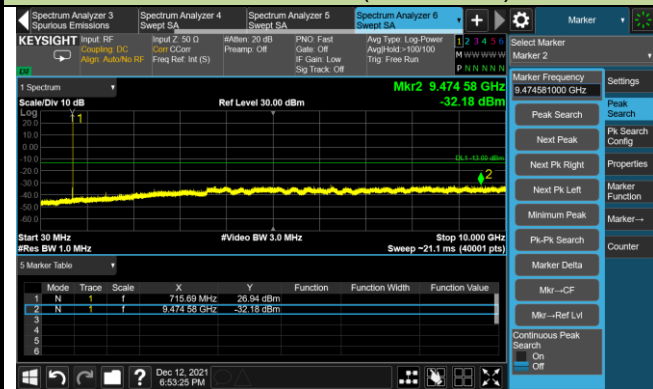 Spectrum Analyzer 3
Spurious Emissions
Spectrum Analyzer 4
Swept SA
Spectrum Analyzer 5
Swept SA
Spectrum Analyzer 6
Swept SA
Marker
KEYSIGHT
Input: RF
Coupling: DC
Align: Auto/No RF
Input Z: 50 Ω
Corr CCorr
Freq Ref: Int (S)
#Atten: 20 dB
Preamp: Off
PNO: Fast
Gate: Off
IF Gain: Low
Sig Track: Off
Avg Type: Log-Power
Avg|Hold:>100/100
Trig: Free Run
1 2 3 4 5 6
M W W W W W
P N N N N N
Select Marker
Marker 2
1 Spectrum
Mkr2 9.474 58 GHz
-32.18 dBm
Scale/Div 10 dB
Ref Level 30.00 dBm
Log
20.0
10.0
0.00
-10.0
-20.0
-30.0
-40.0
-50.0
-60.0
1
DL1 -13.00 dBm
2
Start 30 MHz
#Video BW 3.0 MHz
Stop 10.000 GHz
#Res BW 1.0 MHz
Sweep ~21.1 ms (40001 pts)
5 Marker Table
Mode Trace Scale X Y Function Function Width Function Value
1 N 1 f 715.69 MHz 26.94 dBm
2 N 1 f 9.474 58 GHz -32.18 dBm
3
4
5
6
Marker Frequency
9.474581000 GHz
Peak Search
Next Peak
Next Pk Right
Next Pk Left
Minimum Peak
Pk-Pk Search
Marker Delta
Mkr→CF
Mkr→Ref Lvl
Continuous Peak
Search
On
Off
Settings
Peak
Search
Pk Search
Config
Properties
Marker
Function
Marker→
Counter
?
Dec 12, 2021
6:53:25 PM